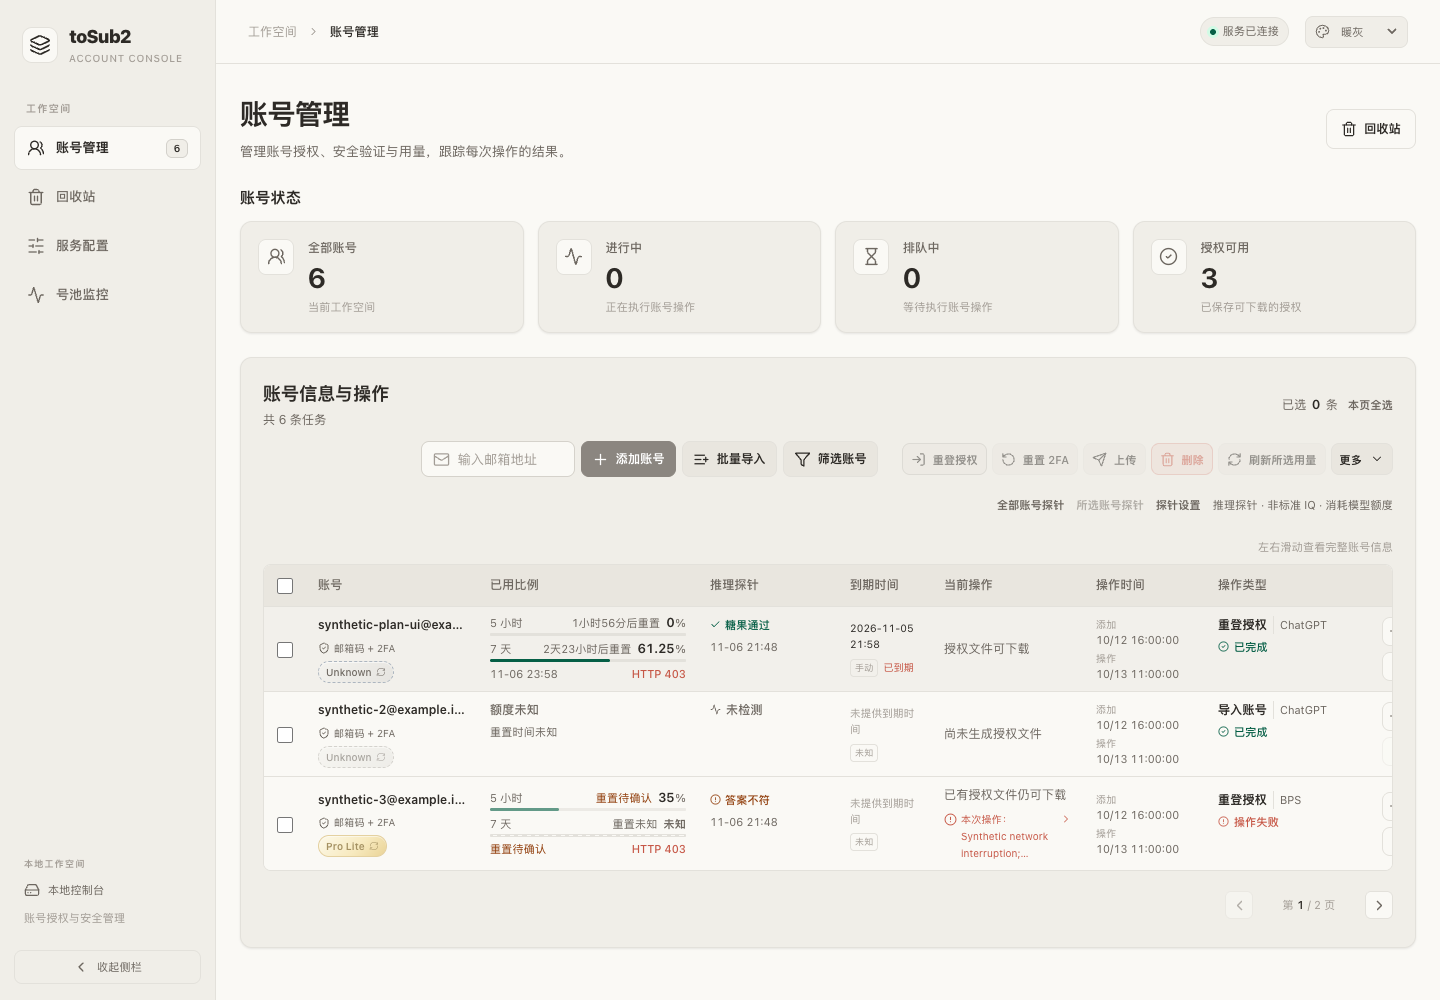 toSub2
ACCOUNT CONSOLE
工作空间
账号管理
6
回收站
服务配置
号池监控
本地工作空间
本地控制台
账号授权与安全管理
收起侧栏
工作空间 > 账号管理
服务已连接
暖灰
账号管理
管理账号授权、安全验证与用量，跟踪每次操作的结果。
回收站
账号状态
全部账号
6
当前工作空间
进行中
0
正在执行账号操作
排队中
0
等待执行账号操作
授权可用
3
已保存可下载的授权
账号信息与操作
共 6 条任务
已选 0 条 本页全选
输入邮箱地址
添加账号
批量导入
筛选账号
重登授权
重置 2FA
上传
删除
刷新所选用量
更多
全部账号探针 所选账号探针 探针设置 推理探针 · 非标准 IQ · 消耗模型额度
左右滑动查看完整账号信息
账号 已用比例 推理探针 到期时间 当前操作 操作时间 操作类型
synthetic-plan-ui@exa...
邮箱码 + 2FA
Unknown
5 小时 1小时56分后重置 0%
7 天 2天23小时后重置 61.25%
11-06 23:58 HTTP 403
糖果通过
11-06 21:48
2026-11-05
21:58
手动 已到期
授权文件可下载
添加
10/12 16:00:00
操作
10/13 11:00:00
重登授权 ChatGPT
已完成
synthetic-2@example.i...
邮箱码 + 2FA
Unknown
额度未知
重置时间未知
未检测
未提供到期时
间
未知
尚未生成授权文件
添加
10/12 16:00:00
操作
10/13 11:00:00
导入账号 ChatGPT
已完成
synthetic-3@example.i...
邮箱码 + 2FA
Pro Lite
5 小时 重置待确认 35%
7 天 重置未知 未知
重置待确认 HTTP 403
答案不符
11-06 21:48
未提供到期时
间
未知
已有授权文件仍可下载
本次操作：
Synthetic network
interruption;...
添加
10/12 16:00:00
操作
10/13 11:00:00
重登授权 BPS
操作失败
第 1 / 2 页